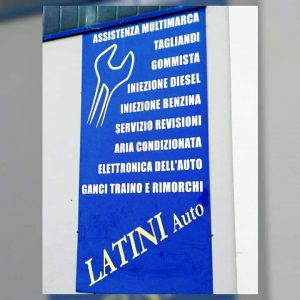 ASSISTENZA MULTIMARCA
TAGLIANDI
GOMMISTA
INIEZIONE DIESEL
INIEZIONE BENZINA
SERVIZIO REVISIONI
ARIA CONDIZIONATA
ELETTRONICA DELL'AUTO
GANCI TRAINO E RIMORCHI
LATINI Auto